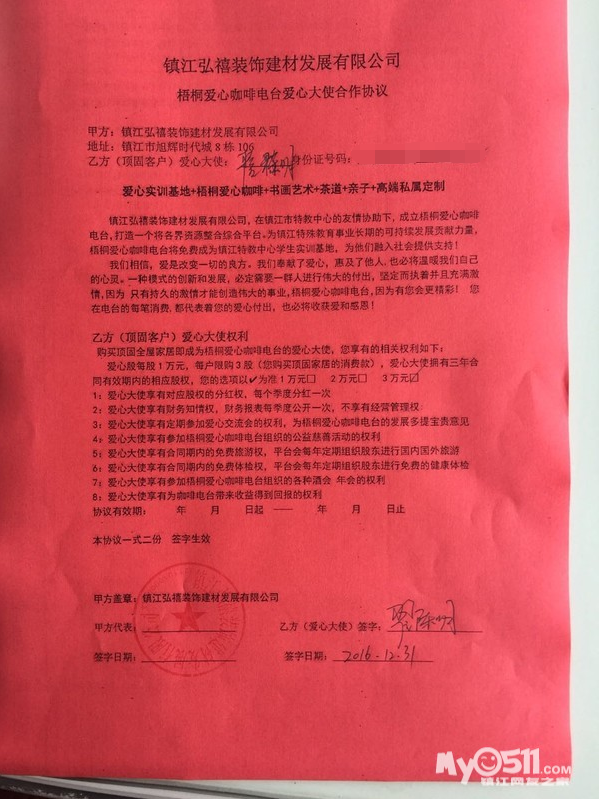 镇江弘禧装饰建材发展有限公司
梧桐爱心咖啡电台爱心大使合作协议
甲方：镇江弘禧装饰建材发展有限公司
地址：镇江市旭辉时代城 8 栋 106
乙方（顶固客户）爱心大使： 身份证号码：
爱心实训基地+梧桐爱心咖啡+书画艺术+茶道+亲子+高端私属定制
镇江弘禧装饰建材发展有限公司，在镇江市特教中心的友情协助下，成立梧桐爱心咖啡
电台，打造一个将各界资源整合综合平台。为镇江特殊教育事业长期的可持续发展贡献力量，
梧桐爱心咖啡电台将免费成为镇江特教中心学生实训基地，为他们融入社会提供支持！
我们相信，爱是改变一切的良方。我们奉献了爱心，惠及了他人，也必将温暖我们自己
的心灵。一种模式的创新和发展，必定需要一群人进行伟大的付出，坚定而执着并且充满激
情，因为 只有持久的激情才能创造伟大的事业，梧桐爱心咖啡电台，因为有您会更精彩！ 您
在电台的每笔消费，都代表着您的爱心付出，也必将收获爱和感恩！
乙方（顶固客户）爱心大使权利
购买顶固全屋家居即成为梧桐爱心咖啡电台的爱心大使，您享有的相关权利如下：
爱心股每股 1 万元，每户限购 3 股（您购买顶固家居的消费款），爱心大使拥有三年合
同有效期内的相应股权，您的选项以✓为准 1 万元□ 2 万元□ 3 万元☑
1：爱心大使享有对应股权的分红权，每个季度分红一次
2：爱心大使享有财务知情权，财务报表每季度公开一次，不享有经营管理权
3：爱心大使享有定期参加爱心交流会的权利，为梧桐爱心咖啡电台的发展多提宝贵意见
4：爱心大使享有参加梧桐爱心咖啡电台组织的公益慈善活动的权利
5：爱心大使享有合同期内的免费旅游权，平台会每年定期组织股东进行国内国外旅游
6：爱心大使享有合同期内的免费体检权，平台会每年定期组织股东进行免费的健康体检
7：爱心大使享有参加梧桐爱心咖啡电台组织的各种酒会 年会的权利
8：爱心大使享有为咖啡电台带来收益得到回报的权利
协议有效期： 年 月 日起 —— 年 月 日止
本协议一式二份 签字生效
甲方盖章：镇江弘禧装饰建材发展有限公司
甲方代表： 乙方（爱心大使）签字：
签字日期： 签字日期： 2016.12.31
My0511.com
镇江网友之家